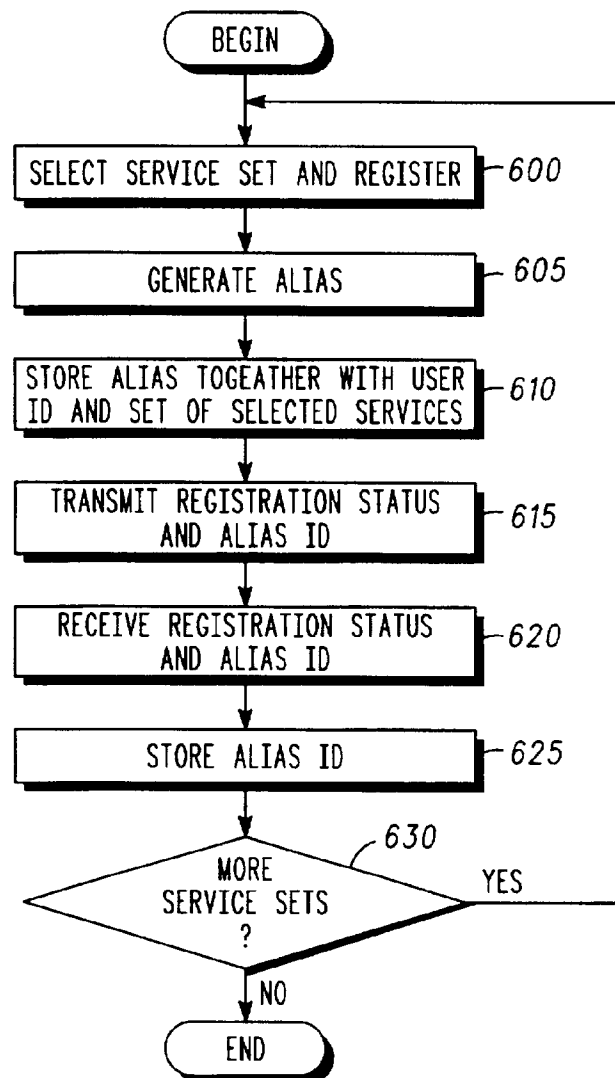 BEGIN
SELECT SERVICE SET AND REGISTER
600
GENERATE ALIAS
605
STORE ALIAS TOGEATHER WITH USER
ID AND SET OF SELECTED SERVICES
610
TRANSMIT REGISTRATION STATUS
AND ALIAS ID
615
RECEIVE REGISTRATION STATUS
AND ALIAS ID
620
STORE ALIAS ID
625
630
MORE
SERVICE SETS
?
YES
NO
END